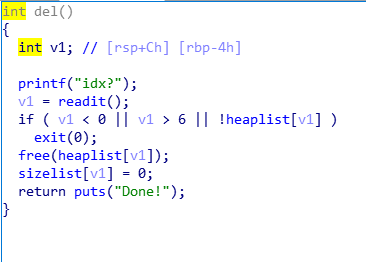 int del()
{
  int v1; // [rsp+Ch] [rbp-4h]
  printf("idx?");
  v1 = readit();
  if ( v1 < 0 || v1 > 6 || !heaplist[v1] )
    exit(0);
  free(heaplist[v1]);
  sizelist[v1] = 0;
  return puts("Done!");
}